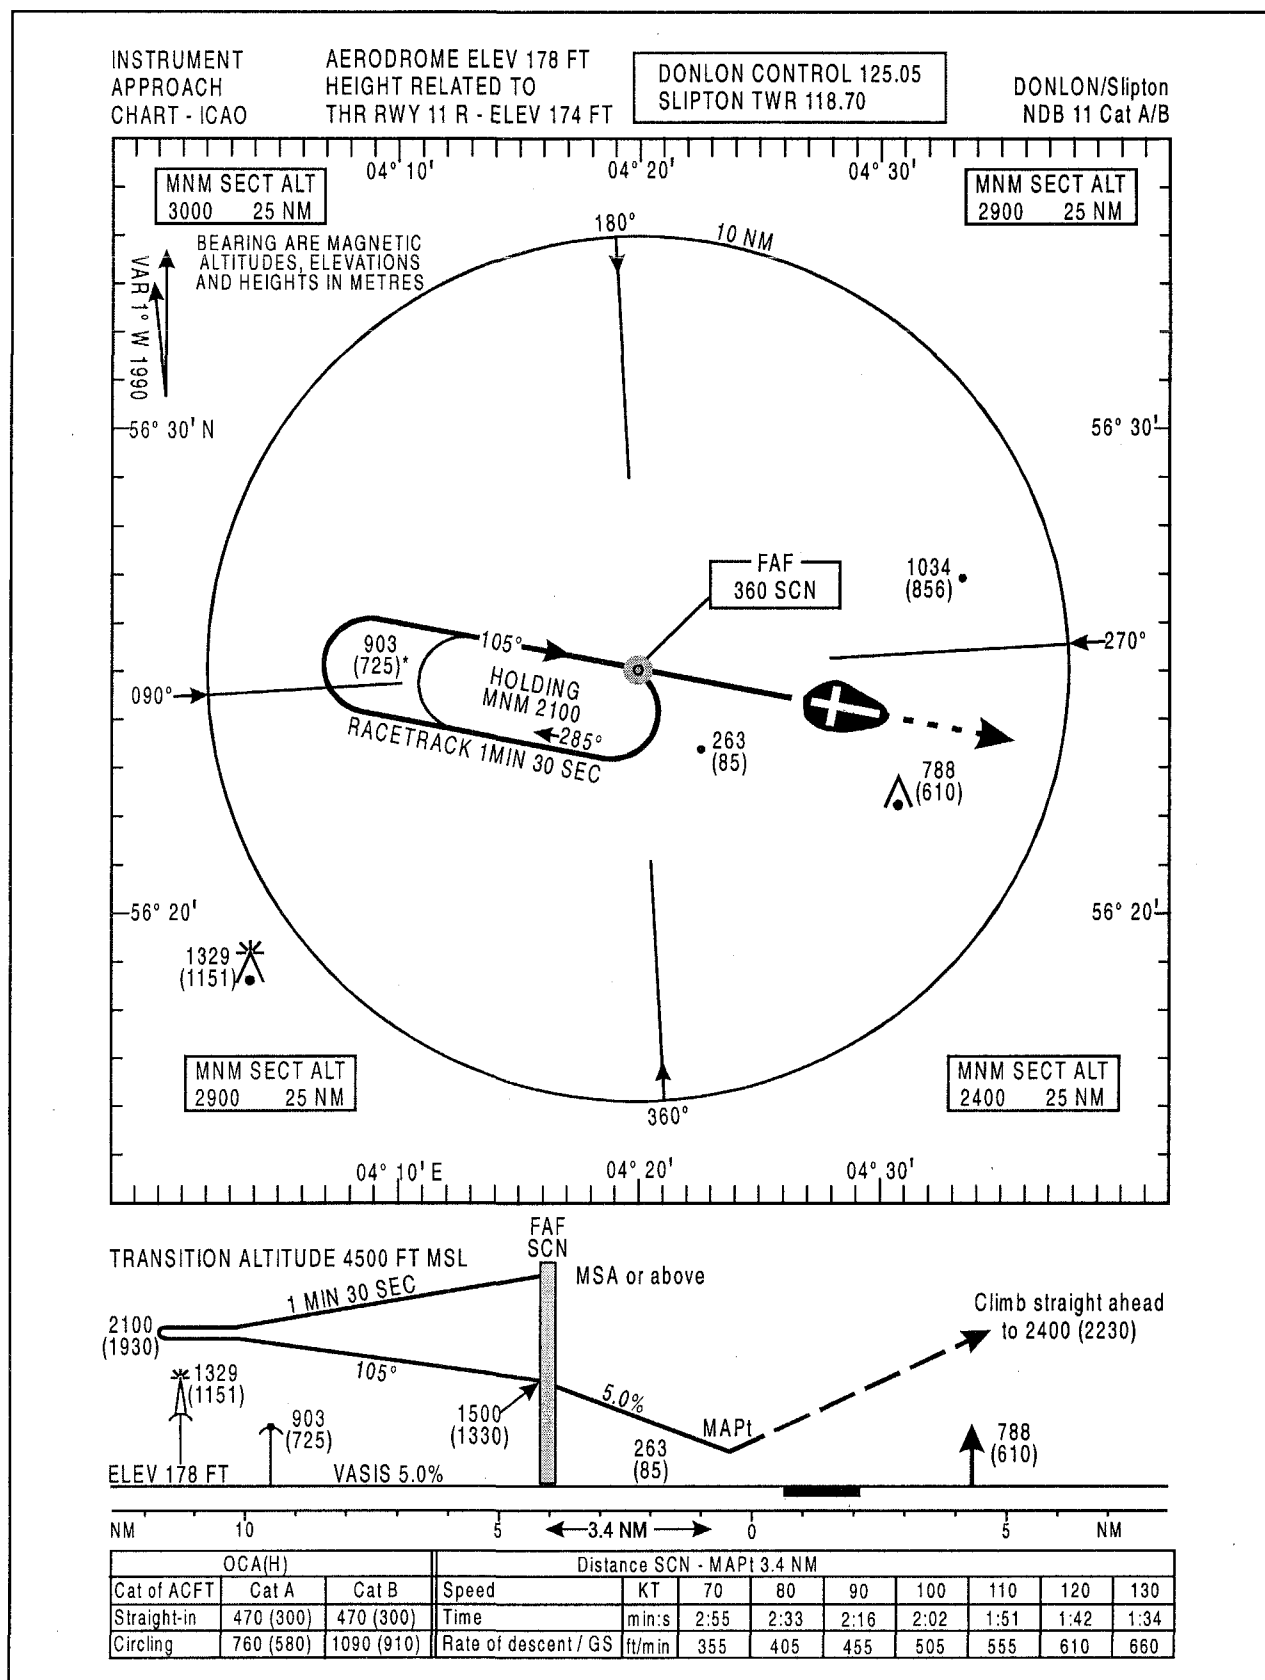 INSTRUMENT
APPROACH
CHART - ICAO
AERODROME ELEV 178 FT
HEIGHT RELATED TO
THR RWY 11 R - ELEV 174 FT
DONLON CONTROL 125.05
SLIPTON TWR 118.70
DONLON/Slipton
NDB 11 Cat A/B
04° 10' 04° 20' 04° 30'
MNM SECT ALT
3000 25 NM
MNM SECT ALT
2900 25 NM
BEARING ARE MAGNETIC
ALTITUDES, ELEVATIONS
AND HEIGHTS IN METRES
VAR 1° W 1990
180°
10 NM
56° 30' N 56° 30'
FAF
360 SCN
1034
(856)
903
(725)*
105°
270°
HOLDING
MNM 2100
090°
285°
RACETRACK 1MIN 30 SEC
263
(85)
788
(610)
56° 20' 56° 20'
1329
(1151)
MNM SECT ALT
2900 25 NM
MNM SECT ALT
2400 25 NM
360°
04° 10' E 04° 20' 04° 30'
FAF
SCN
TRANSITION ALTITUDE 4500 FT MSL
MSA or above
1 MIN 30 SEC
Climb straight ahead
to 2400 (2230)
2100
(1930)
105°
1329
(1151)
5.0%
903
(725)
1500
(1330)
MAPt
263
(85)
788
(610)
ELEV 178 FT VASIS 5.0%
NM 10 5 3.4 NM 0 5 NM
OCA(H) Distance SCN - MAPt 3.4 NM
Cat of ACFT Cat A Cat B Speed KT 70 80 90 100 110 120 130
Straight-in 470 (300) 470 (300) Time min:s 2:55 2:33 2:16 2:02 1:51 1:42 1:34
Circling 760 (580) 1090 (910) Rate of descent / GS ft/min 355 405 455 505 555 610 660